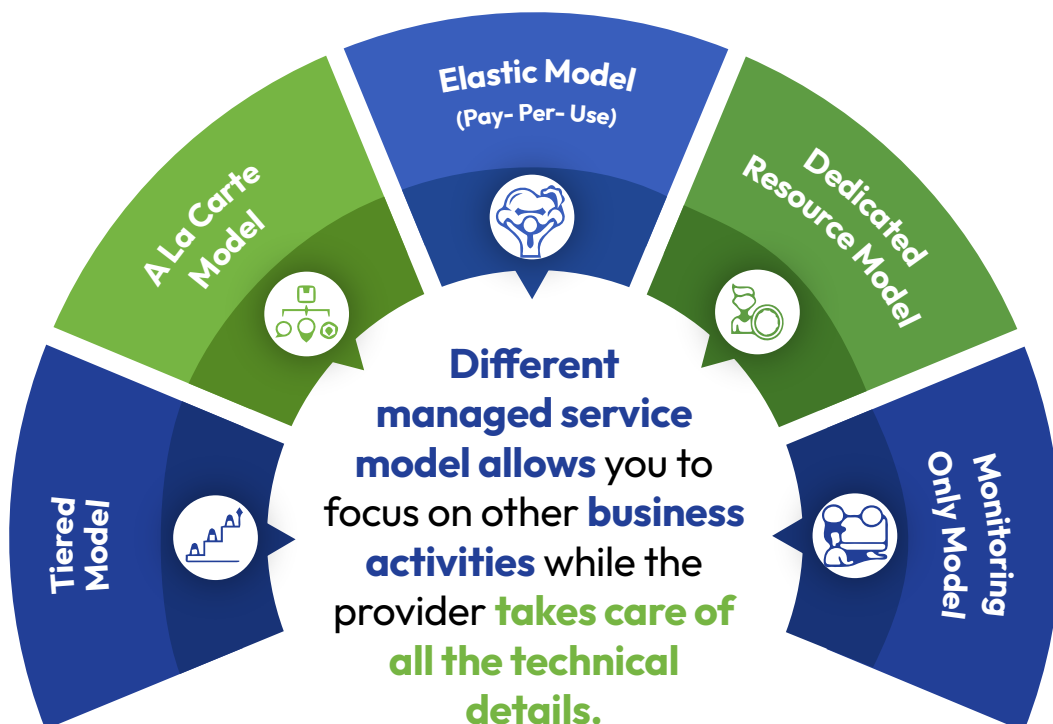 Elastic Model
(Pay- Per- Use)
A La Carte
Model
Dedicated
Resource Model
Tiered
Model
Monitoring
Only Model
Different
managed service
model allows you to
focus on other business
activities while the
provider takes care of
all the technical
details.